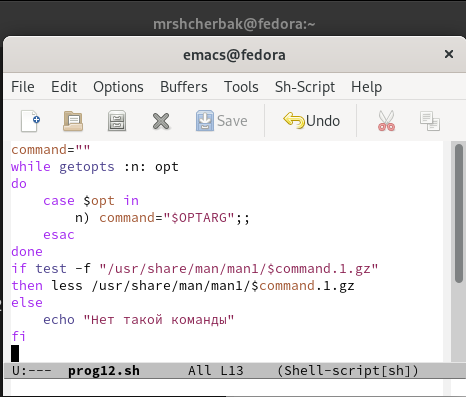 mrshcherbak@fedora:~
emacs@fedora
File Edit Options Buffers Tools Sh-Script Help
Save Undo
command=""
while getopts :n: opt
do
    case $opt in
        n) command="$OPTARG";;
    esac
done
if test -f "/usr/share/man/man1/$command.1.gz"
then less /usr/share/man/man1/$command.1.gz
else
    echo "Нет такой команды"
fi
U:--- prog12.sh All L13 (Shell-script[sh])